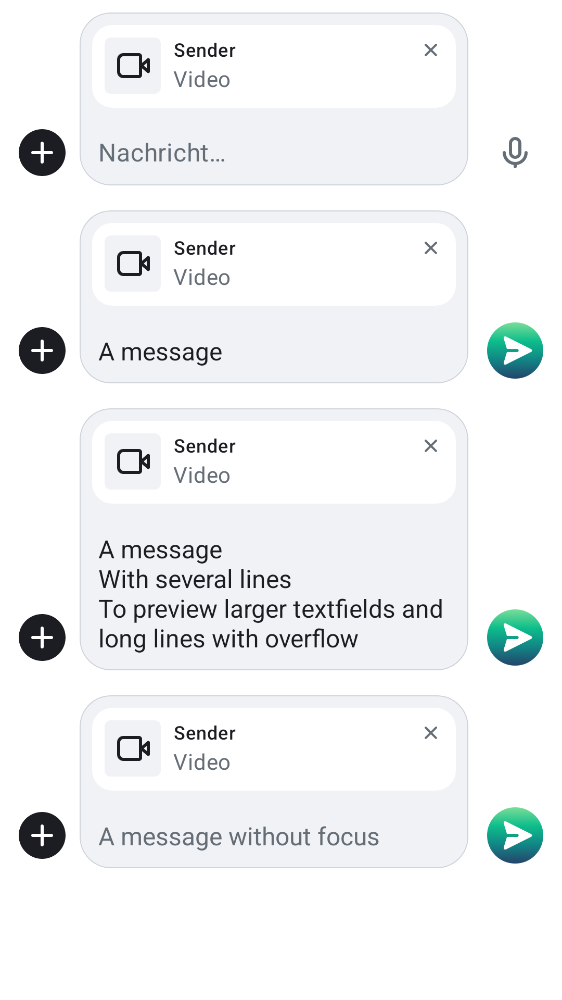 Sender
Video
Nachricht…
Sender
Video
A message
Sender
Video
A message
With several lines
To preview larger textfields and
long lines with overflow
Sender
Video
A message without focus